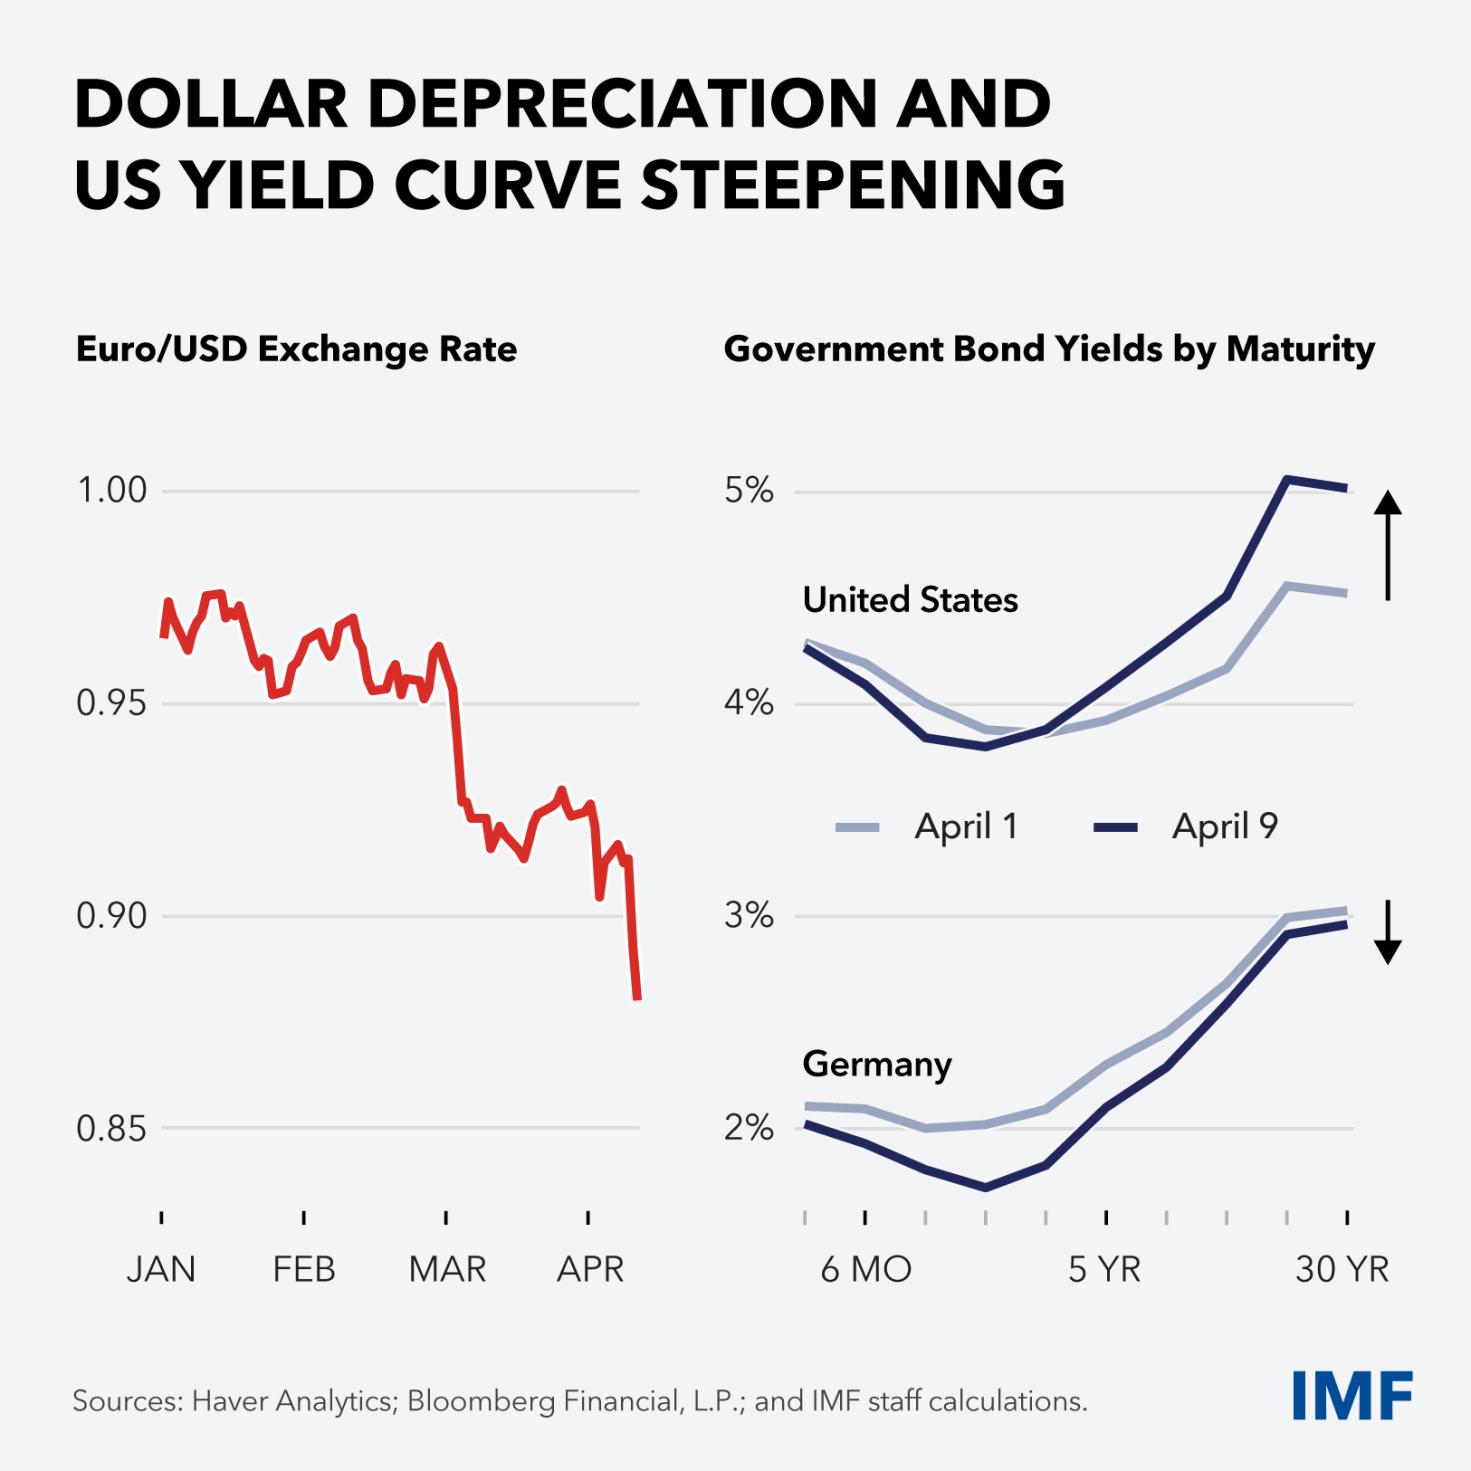 DOLLAR DEPRECIATION AND
US YIELD CURVE STEEPENING
Euro/USD Exchange Rate
1.00
0.95
0.90
0.85
JAN FEB MAR APR
Government Bond Yields by Maturity
5%
United States
4%
April 1 April 9
3%
Germany
2%
6 MO 5 YR 30 YR
Sources: Haver Analytics; Bloomberg Financial, L.P.; and IMF staff calculations.
IMF